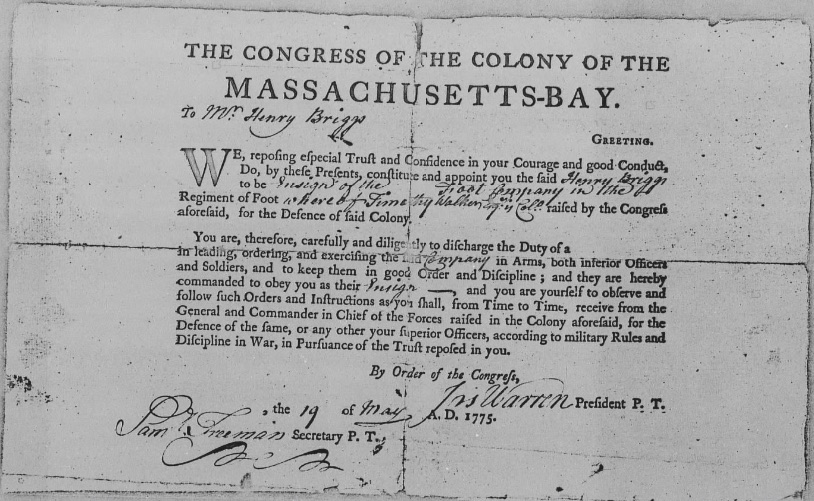 THE CONGRESS OF THE COLONY OF THE
MASSACHUSETTS-BAY.
To Mr. Henry Briggs
GREETING.
WE, reposing especial Trust and Confidence in your Courage and good Conduct,
Do, by these Presents, constitute and appoint you the said Henry Briggs
to be Ensign of the Foot Company in the
Regiment of Foot whereof Timothy Walker Esq. is Coll. raised by the Congress
aforesaid, for the Defence of said Colony.
You are, therefore, carefully and diligently to discharge the Duty of a
in leading, ordering, and exercising the said Company in Arms, both inferior Officers
and Soldiers, and to keep them in good Order and Discipline; and they are hereby
commanded to obey you as their Ensign —, and you are yourself to observe and
follow such Orders and Instructions as you shall, from Time to Time, receive from the
General and Commander in Chief of the Forces raised in the Colony aforesaid, for the
Defence of the same, or any other your superior Officers, according to military Rules and
Discipline in War, in Pursuance of the Trust reposed in you.
By Order of the Congress,
Jos Warren President P. T.
, the 19 of May A.D. 1775.
Saml Freeman Secretary P. T.